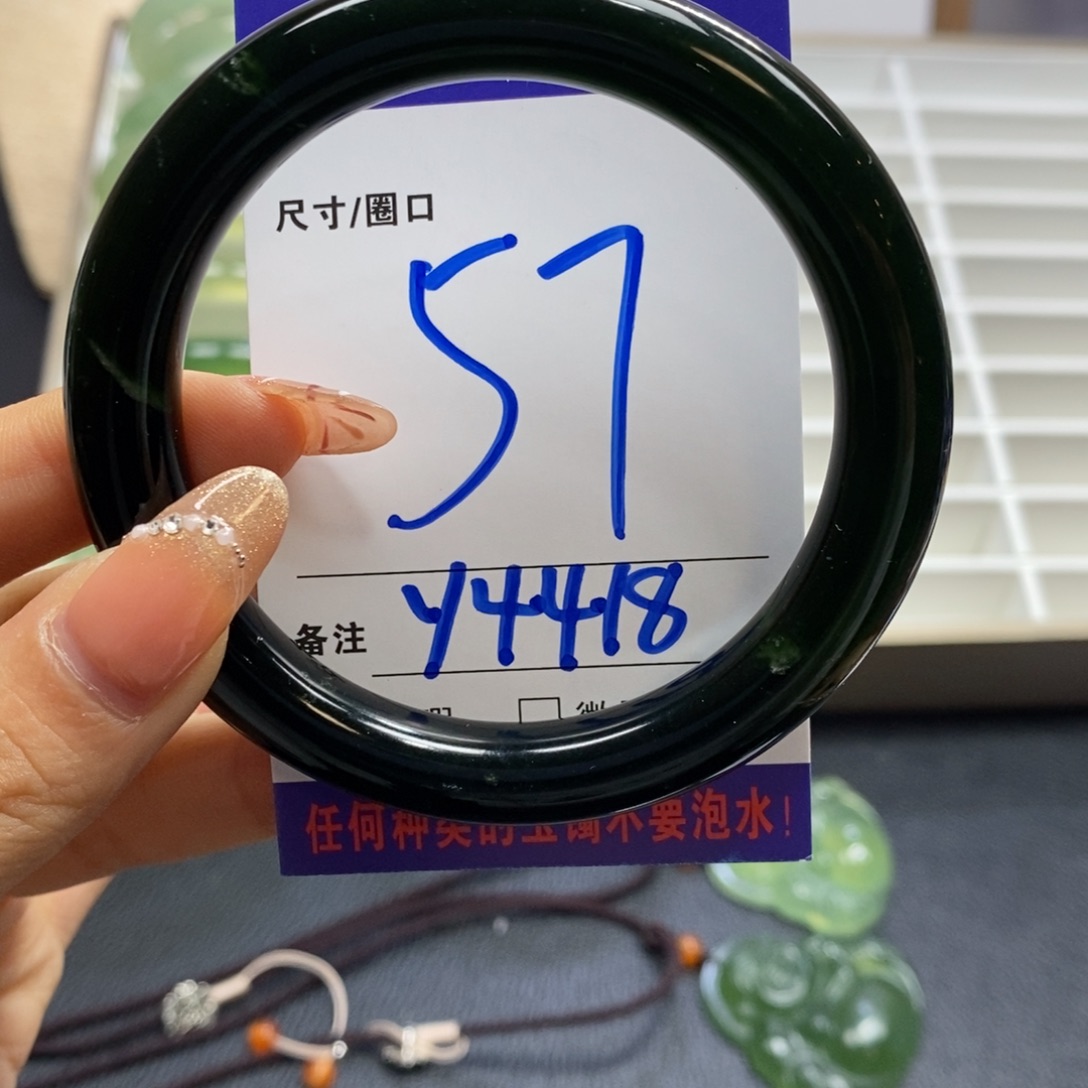 尺寸/圈口
57
备注 Y4418
任何种类的玉镯不要泡水!